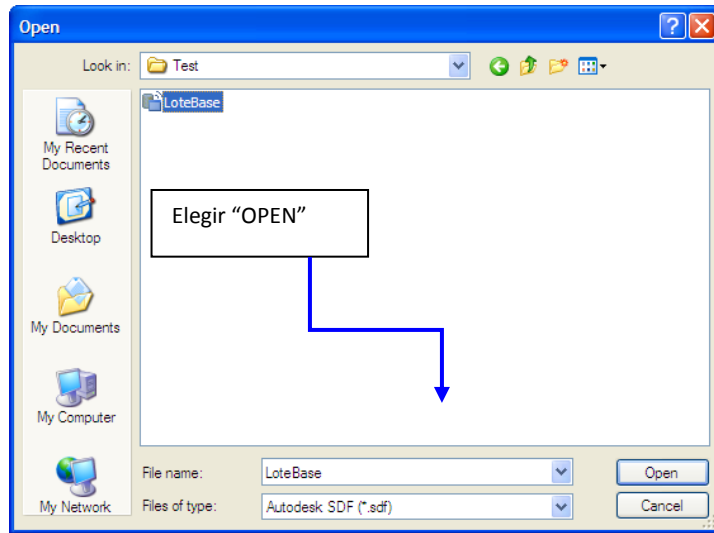 Open
Look in:
Test
LoteBase
My Recent
Documents
Desktop
My Documents
My Computer
My Network
Elegir “OPEN”
File name:
LoteBase
Open
Files of type:
Autodesk SDF (*.sdf)
Cancel